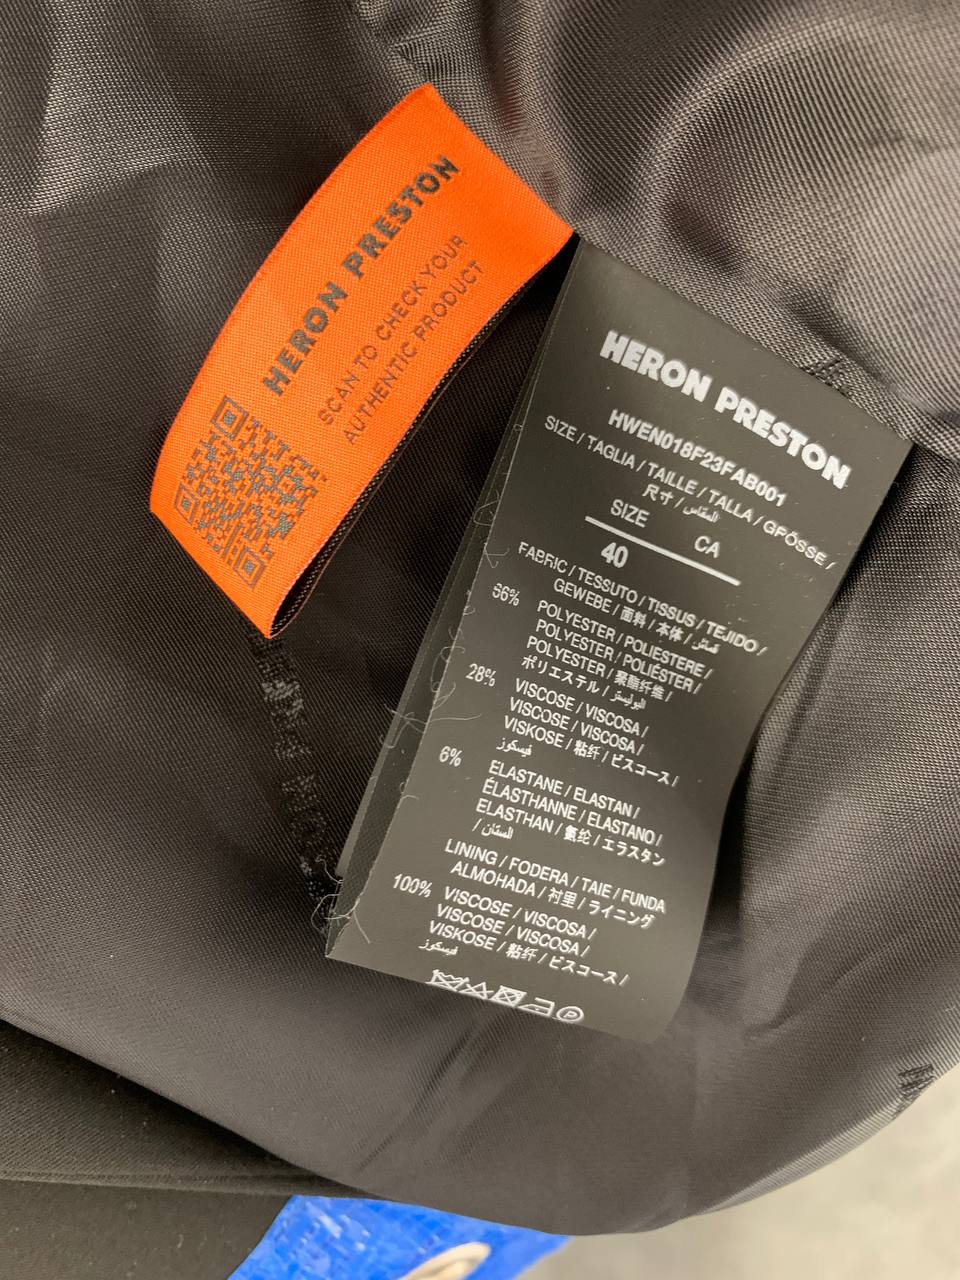 HERON PRESTON
SCAN TO CHECK YOUR
AUTHENTIC PRODUCT
HERON PRESTON
HWEN018F23FAB001
SIZE / TAGLIA / TAILLE / TALLA / GRÖSSE /
尺寸 / المقاس
SIZE CA
40
FABRIC / TESSUTO / TISSUS / TEJIDO /
GEWEBE / 面料 / 本体 / قماش
66% POLYESTER / POLIESTERE /
POLYESTER / POLIÉSTER /
POLYESTER / 聚酯纤维 /
ポリエステル / البوليستر
28% VISCOSE / VISCOSA /
VISCOSE / VISCOSA /
VISKOSE / 粘纤 / ビスコース /
فيسكوز
6% ELASTANE / ELASTAN /
ÉLASTHANNE / ELASTANO /
ELASTHAN / 氨纶 / エラスタン
/ الستان
LINING / FODERA / TAIE / FUNDA
ALMOHADA / 衬里 / ライニング
100% VISCOSE / VISCOSA /
VISCOSE / VISCOSA /
VISKOSE / 粘纤 / ビスコース /
فيسكوز
P